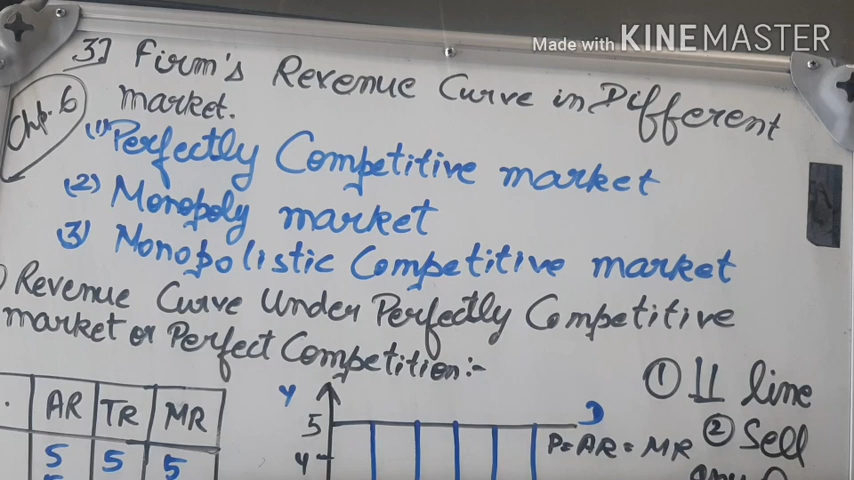 Made with KINEMASTER
3] Firm's Revenue Curve in Different
market.
Chp. 6
(1) Perfectly Competitive market
(2) Monopoly market
(3) Monopolistic Competitive market
Revenue Curve Under Perfectly Competitive
market or Perfect Competition:-
AR TR MR
5 5 5
Y
5
4
D
P=AR=MR
① || line
② Sell